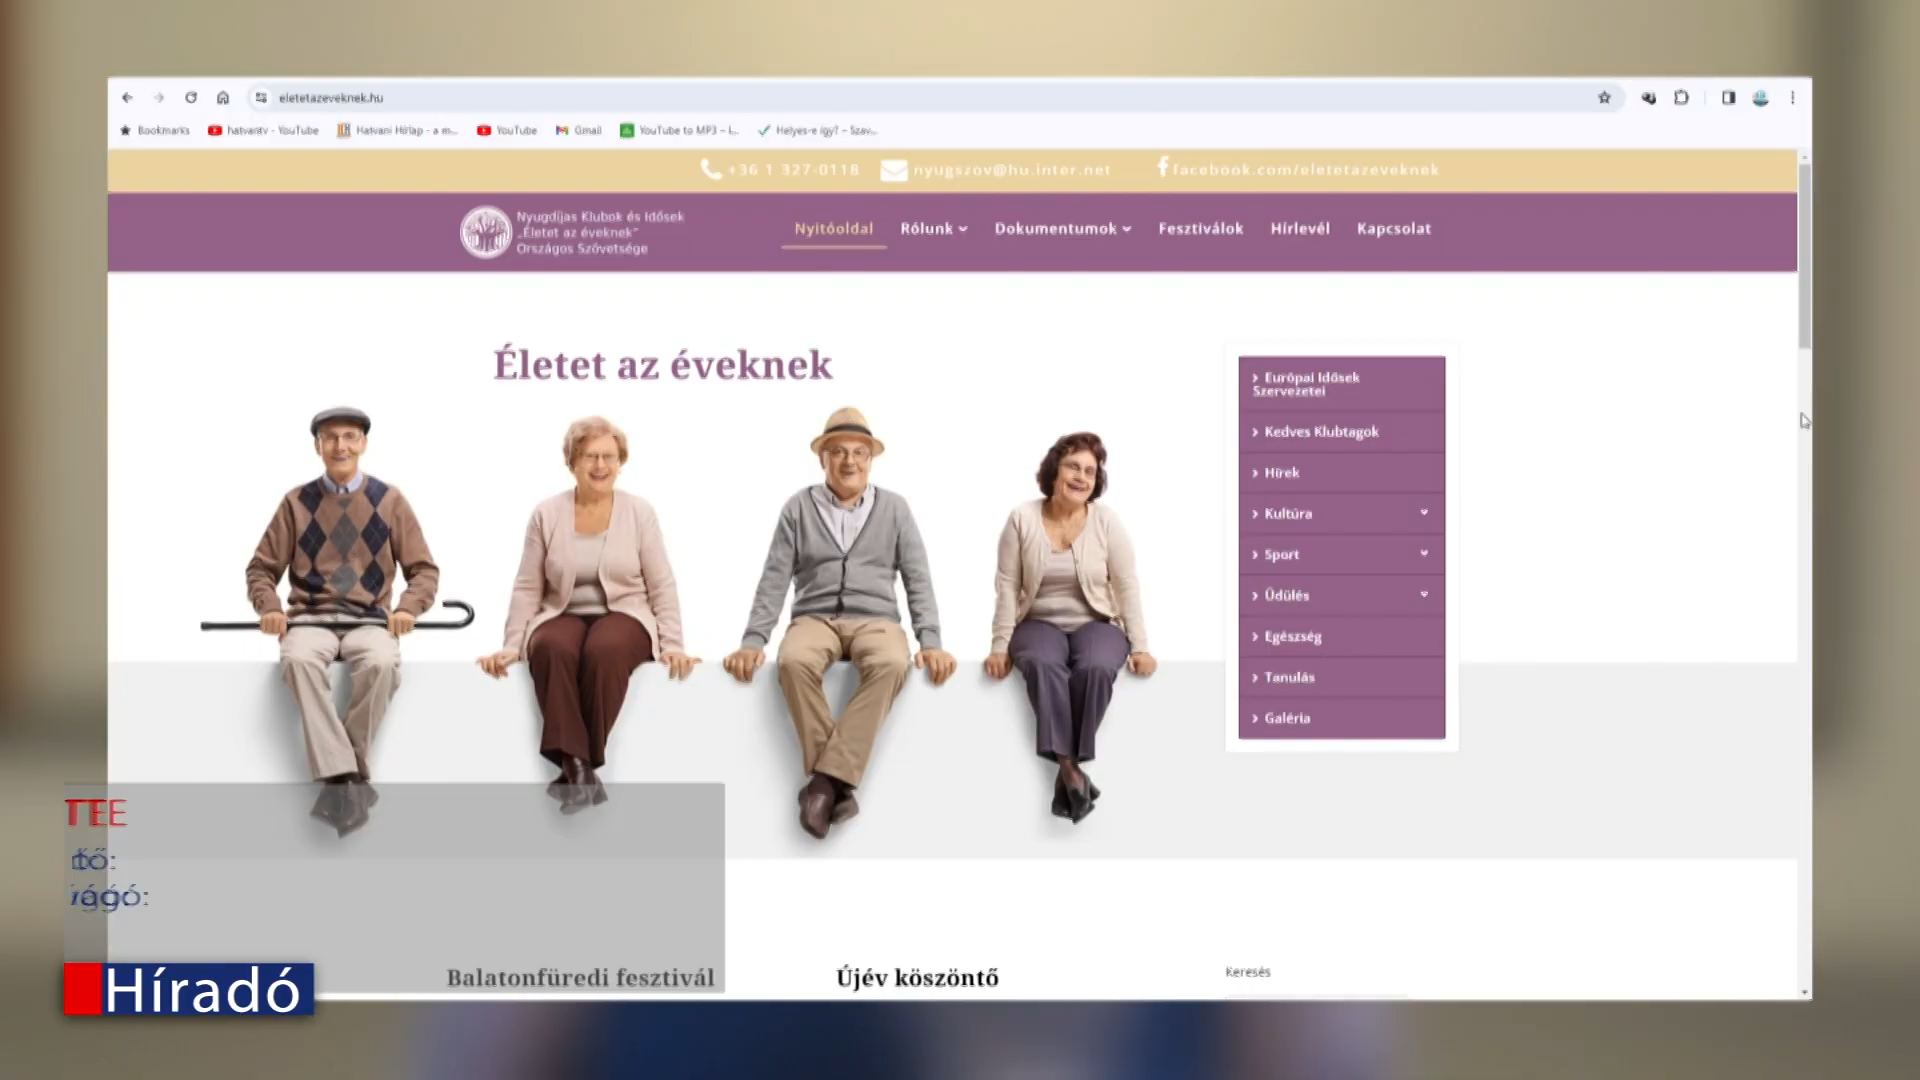 eletetazeveknek.hu
Bookmarks hatvanitv - YouTube Hatvani Hírlap - a m... YouTube Gmail YouTube to MP3 – I... Helyes-e így? – Szav...
+36 1 327-0118 nyugszov@hu.inter.net facebook.com/eletetazeveknek
Nyugdíjas Klubok és Idősek
„Életet az éveknek"
Országos Szövetsége
Nyitóoldal Rólunk Dokumentumok Fesztiválok Hírlevél Kapcsolat
Életet az éveknek
Európai Idősek
Szervezetei
Kedves Klubtagok
Hírek
Kultúra
Sport
Üdülés
Egészség
Tanulás
Galéria
TEE
tő:
Balatonfüredi fesztivál
Újév köszöntő
Keresés
Híradó